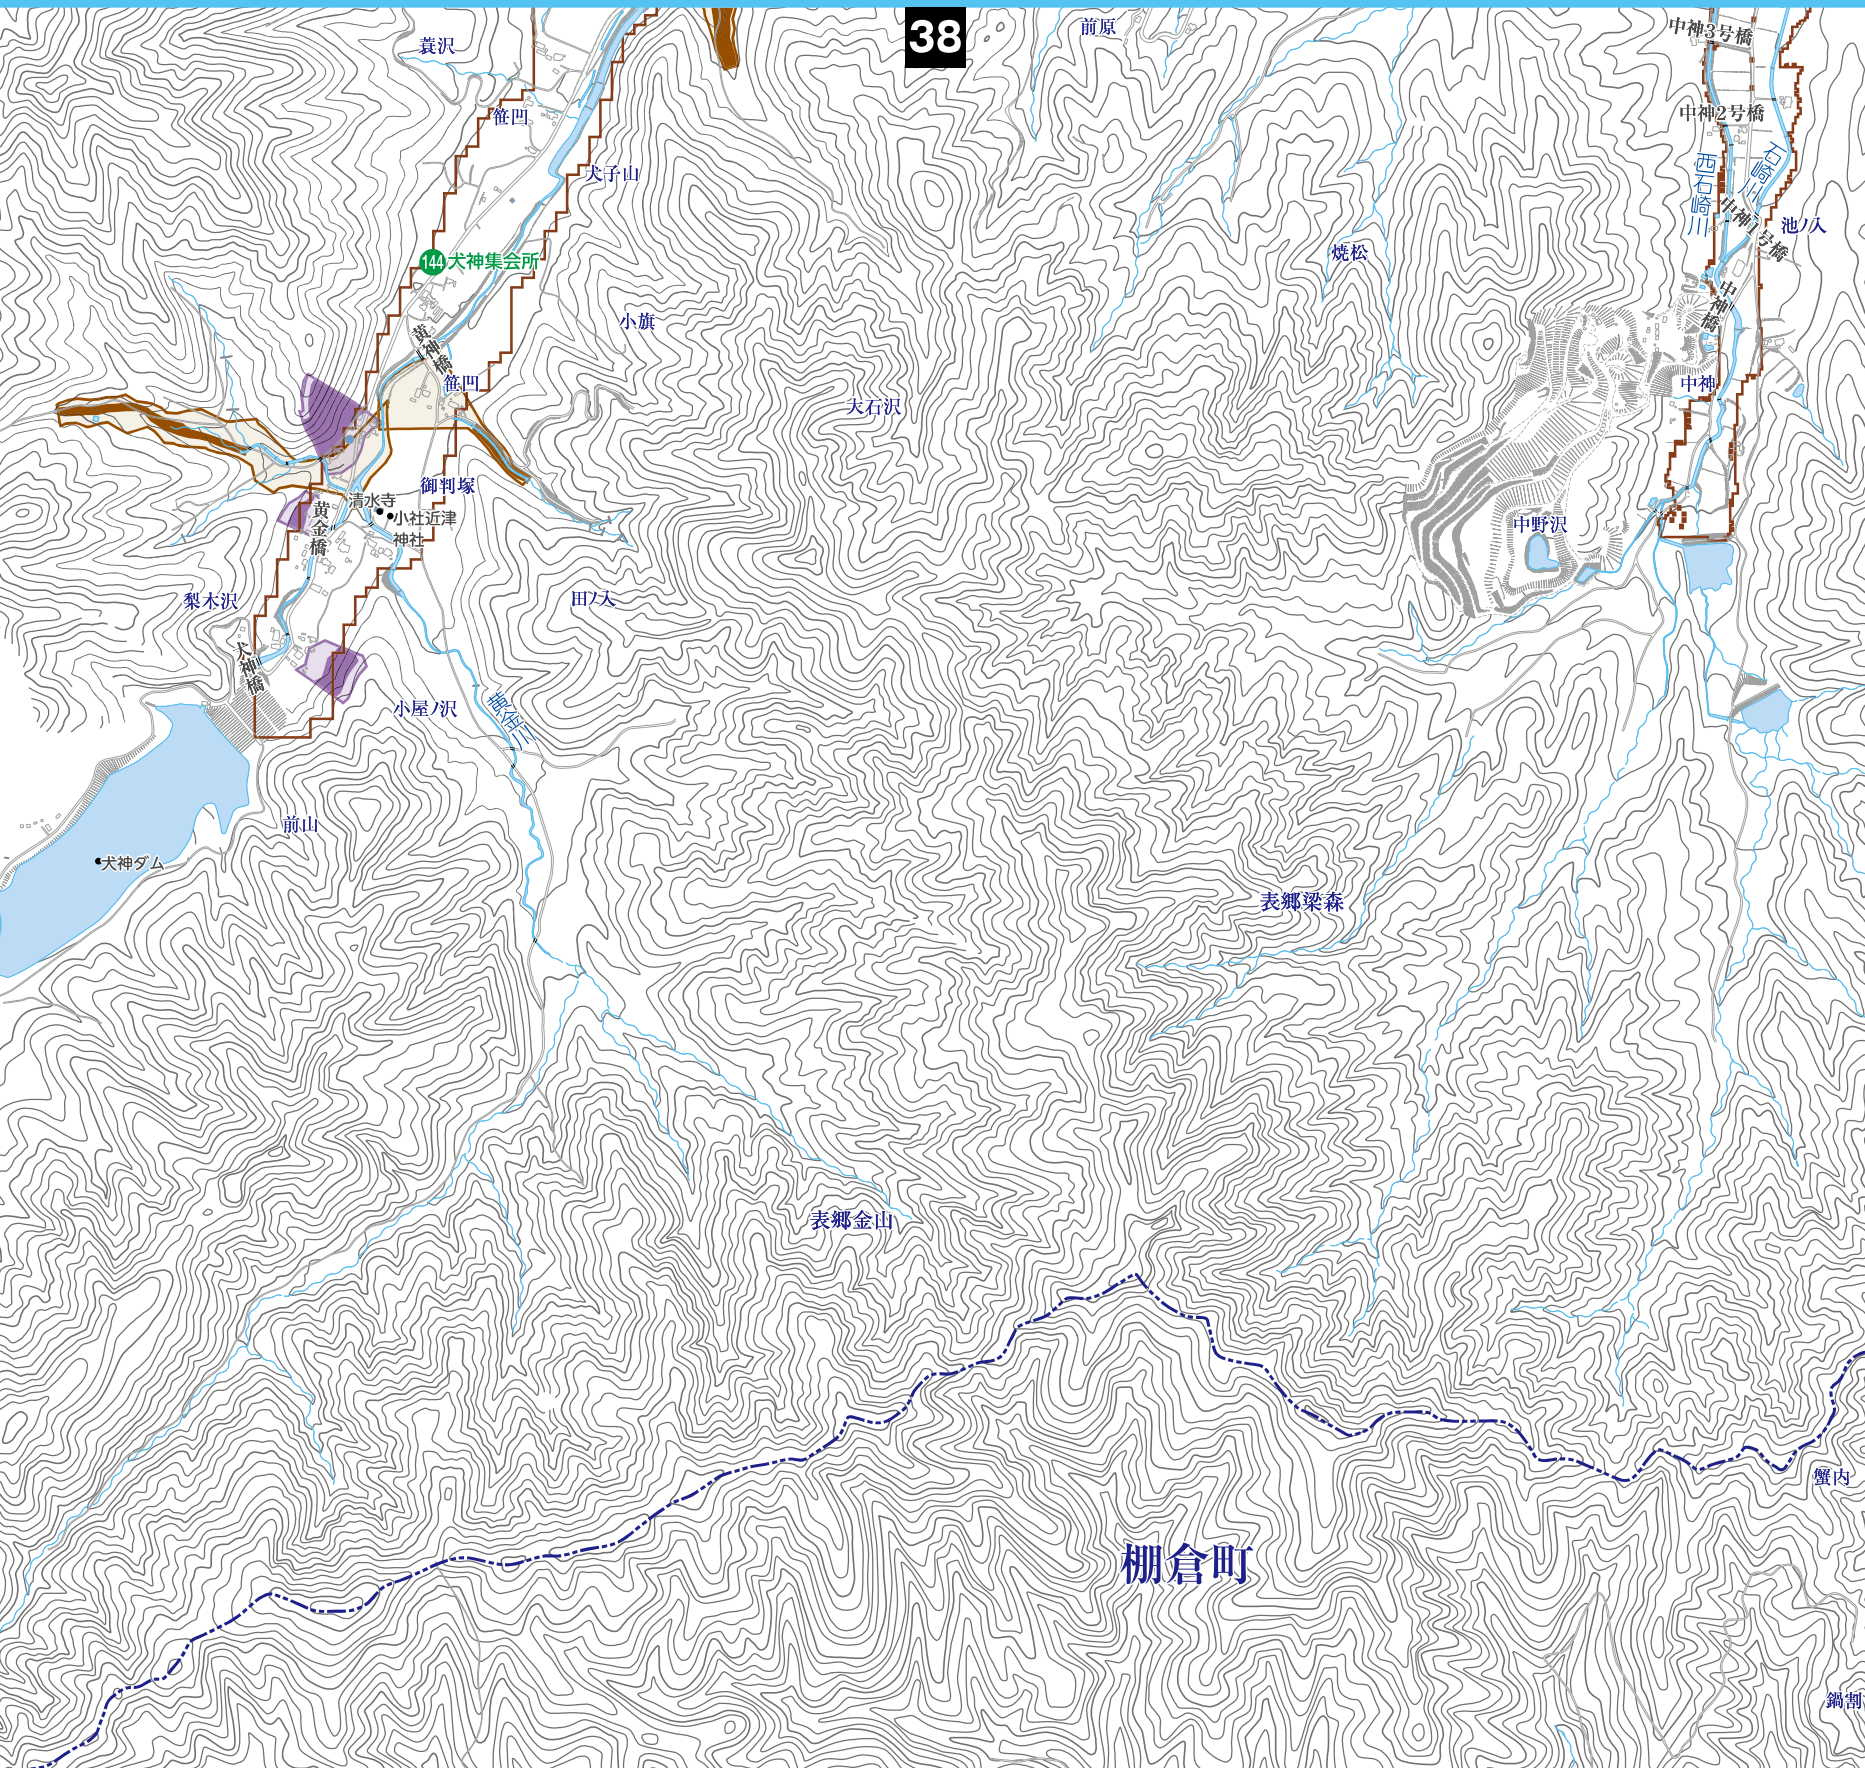 38
蓑沢
前原
中神3号橋
笹凹
中神2号橋
犬子山
西石崎川
石崎川
中神1号橋
池ノ入
144 犬神集会所
焼松
小旗
黄神橋
中神橋
笹凹
大石沢
中神
御判塚
清水寺
小社近津
神社
黄金橋
中野沢
梨木沢
田ノ入
犬神橋
小屋ノ沢
黄金川
前山
犬神ダム
表郷梁森
表郷金山
蟹内
棚倉町
鍋割